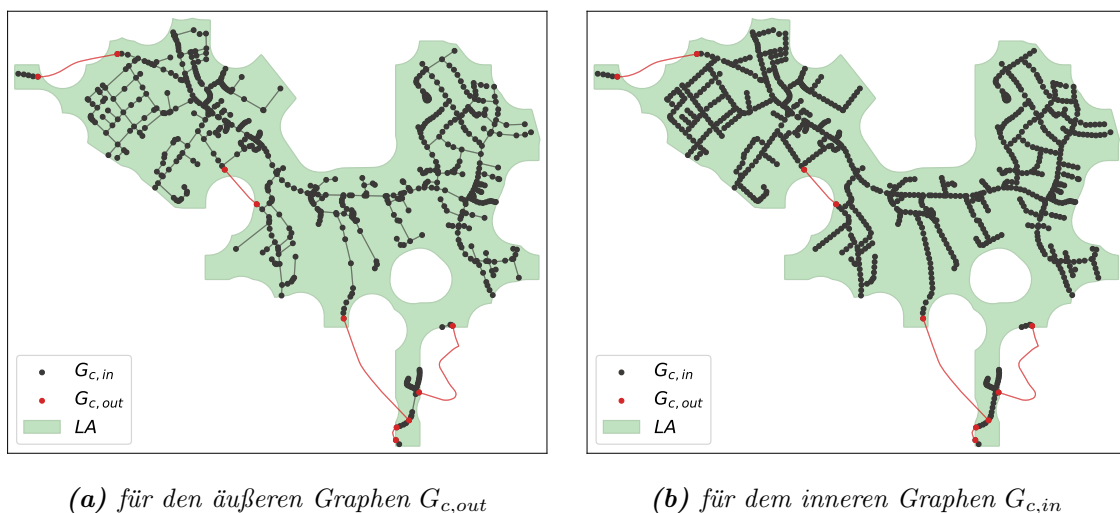 G_{c,in}
G_{c,out}
LA
G_{c,in}
G_{c,out}
LA
(a) für den äußeren Graphen G_{c,out}
(b) für dem inneren Graphen G_{c,in}